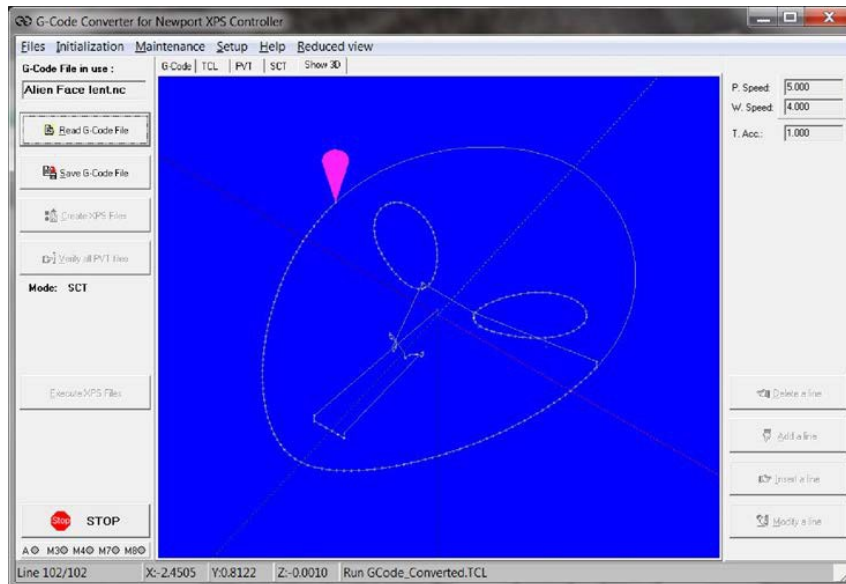 G-Code Converter for Newport XPS Controller
Files Initialization Maintenance Setup Help Reduced view
G-Code File in use :
Alien Face lent.nc
Read G-Code File
Save G-Code File
Create XPS Files
Verify all PVT files
Mode: SCT
Execute XPS Files
Stop STOP
A M3 M4 M7 M8
G-Code TCL PVT SCT Show 3D
P. Speed: 5.000
W. Speed: 4.000
T. Acc.: 1.000
Delete a line
Add a line
Insert a line
Modify a line
Line 102/102 X:-2.4505 Y:0.8122 Z:-0.0010 Run GCode_Converted.TCL